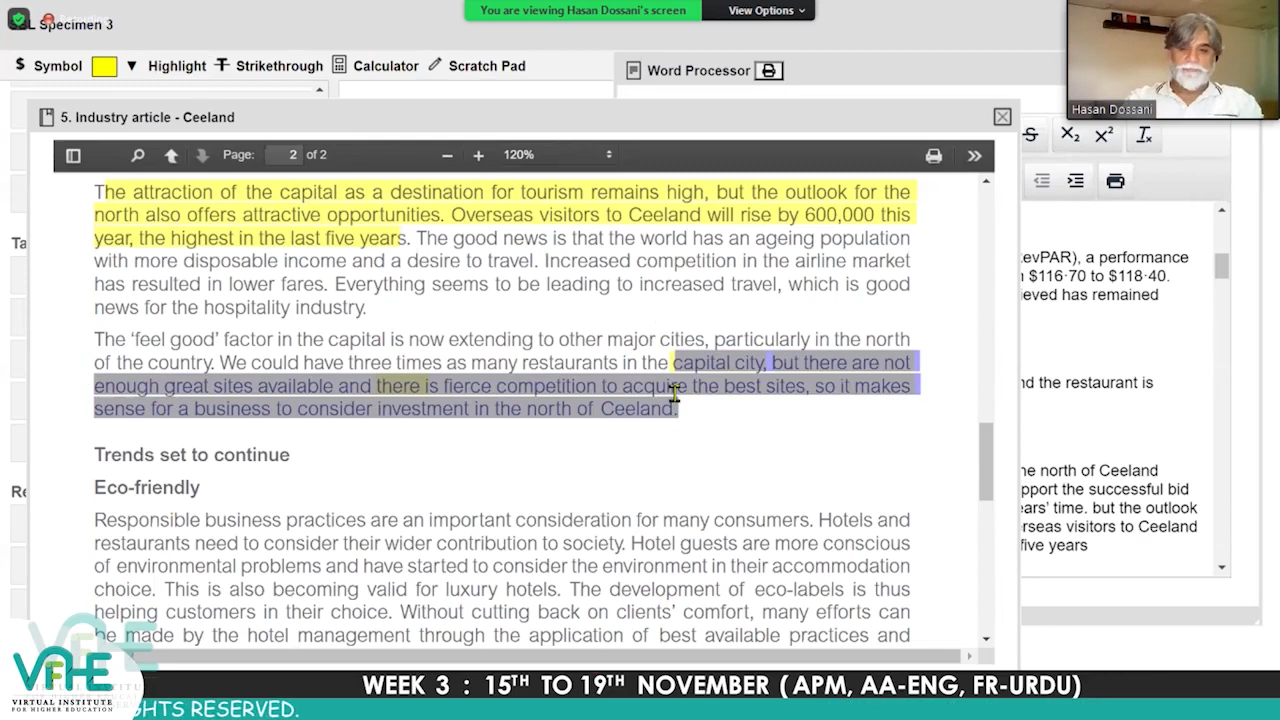 You are viewing Hasan Dossani's screen View Options
Specimen 3
$ Symbol Highlight Strikethrough Calculator Scratch Pad
Word Processor
Hasan Dossani
5. Industry article - Ceeland
S X₂ X² Tx
Page: 2 of 2 120%
The attraction of the capital as a destination for tourism remains high, but the outlook for the
north also offers attractive opportunities. Overseas visitors to Ceeland will rise by 600,000 this
year, the highest in the last five years. The good news is that the world has an ageing population
with more disposable income and a desire to travel. Increased competition in the airline market
has resulted in lower fares. Everything seems to be leading to increased travel, which is good
news for the hospitality industry.
The ‘feel good’ factor in the capital is now extending to other major cities, particularly in the north
of the country. We could have three times as many restaurants in the capital city, but there are not
enough great sites available and there is fierce competition to acquire the best sites, so it makes
sense for a business to consider investment in the north of Ceeland.
Trends set to continue
Eco-friendly
Responsible business practices are an important consideration for many consumers. Hotels and
restaurants need to consider their wider contribution to society. Hotel guests are more conscious
of environmental problems and have started to consider the environment in their accommodation
choice. This is also becoming valid for luxury hotels. The development of eco-labels is thus
helping customers in their choice. Without cutting back on clients’ comfort, many efforts can
be made by the hotel management through the application of best available practices and
evPAR), a performance
$116·70 to $118·40.
eved has remained
nd the restaurant is
he north of Ceeland
pport the successful bid
ears’ time. but the outlook
rseas visitors to Ceeland
five years
Ta
Re
VIFHE
VIRTUAL INSTITUTE
FOR HIGHER EDUCATION
WEEK 3 : 15TH TO 19TH NOVEMBER (APM, AA-ENG, FR-URDU)
GHTS RESERVED.